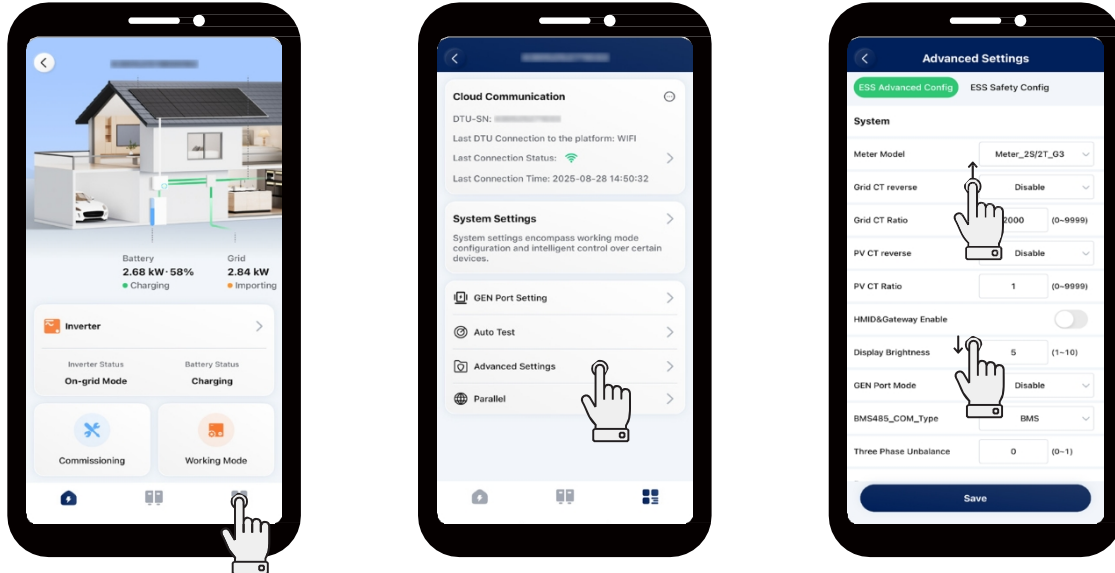 Battery
2.68 kW·58%
Charging
Grid
2.84 kW
Importing
Inverter
Inverter Status
On-grid Mode
Battery Status
Charging
Commissioning
Working Mode
Cloud Communication
DTU-SN:
Last DTU Connection to the platform: WIFI
Last Connection Status:
Last Connection Time: 2025-08-28 14:50:32
System Settings
System settings encompass working mode
configuration and intelligent control over certain
devices.
GEN Port Setting
Auto Test
Advanced Settings
Parallel
Advanced Settings
ESS Advanced Config ESS Safety Config
System
Meter Model Meter_2S/2T_G3
Grid CT reverse Disable
Grid CT Ratio 2000 (0~9999)
PV CT reverse Disable
PV CT Ratio 1 (0~9999)
HMID&Gateway Enable
Display Brightness 5 (1~10)
GEN Port Mode Disable
BMS485_COM_Type BMS
Three Phase Unbalance 0 (0~1)
Save